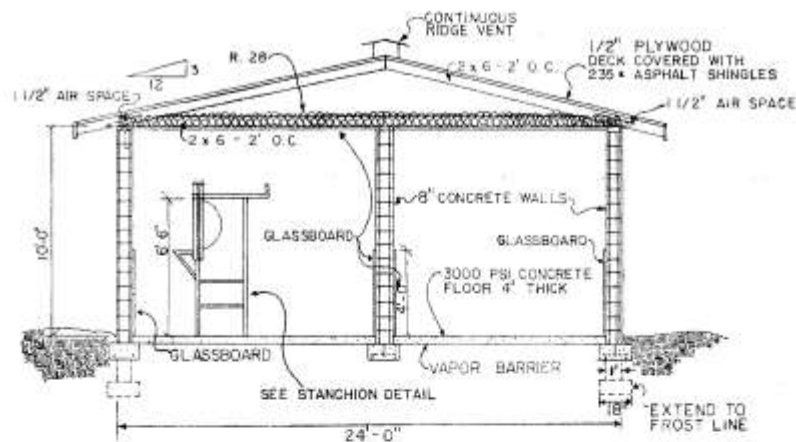 CONTINUOUS
RIDGE VENT
R. 28
1/2" PLYWOOD
DECK COVERED WITH
235# ASPHALT SHINGLES
3
12
2 x 6 - 2' O.C.
1 1/2" AIR SPACE
1 1/2" AIR SPACE
2 x 6 - 2' O.C.
8" CONCRETE WALLS
10'-0"
6'-6"
GLASSBOARD
GLASSBOARD
3000 PSI CONCRETE
FLOOR 4" THICK
GLASSBOARD
VAPOR BARRIER
SEE STANCHION DETAIL
18"
EXTEND TO
FROST LINE
24'-0"